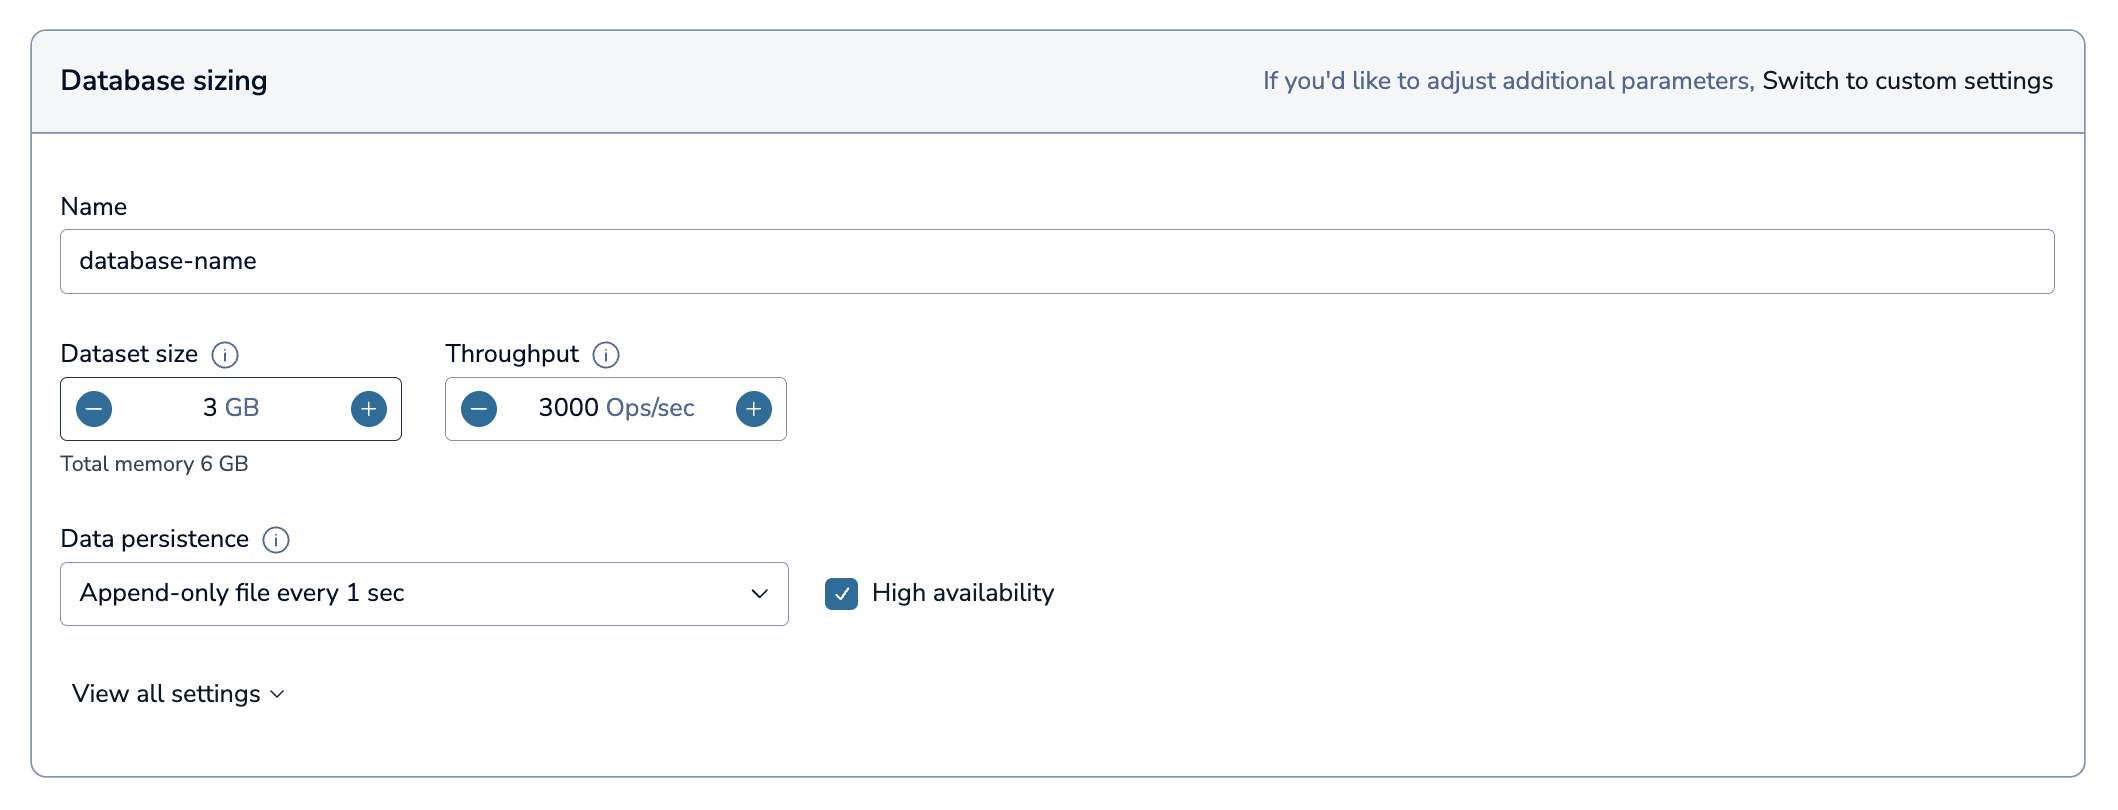 Database sizing
If you'd like to adjust additional parameters, Switch to custom settings
Name
database-name
Dataset size
Throughput
3 GB
3000 Ops/sec
Total memory 6 GB
Data persistence
Append-only file every 1 sec
High availability
View all settings